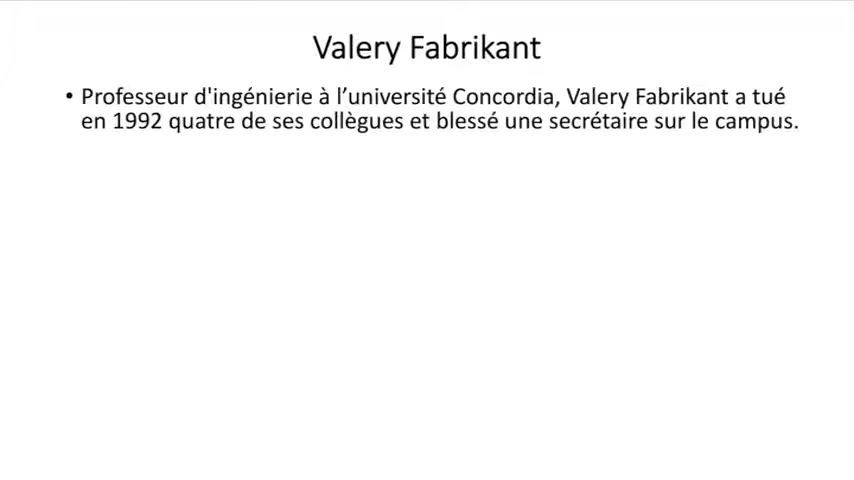 Valery Fabrikant
• Professeur d'ingénierie à l’université Concordia, Valery Fabrikant a tué
en 1992 quatre de ses collègues et blessé une secrétaire sur le campus.